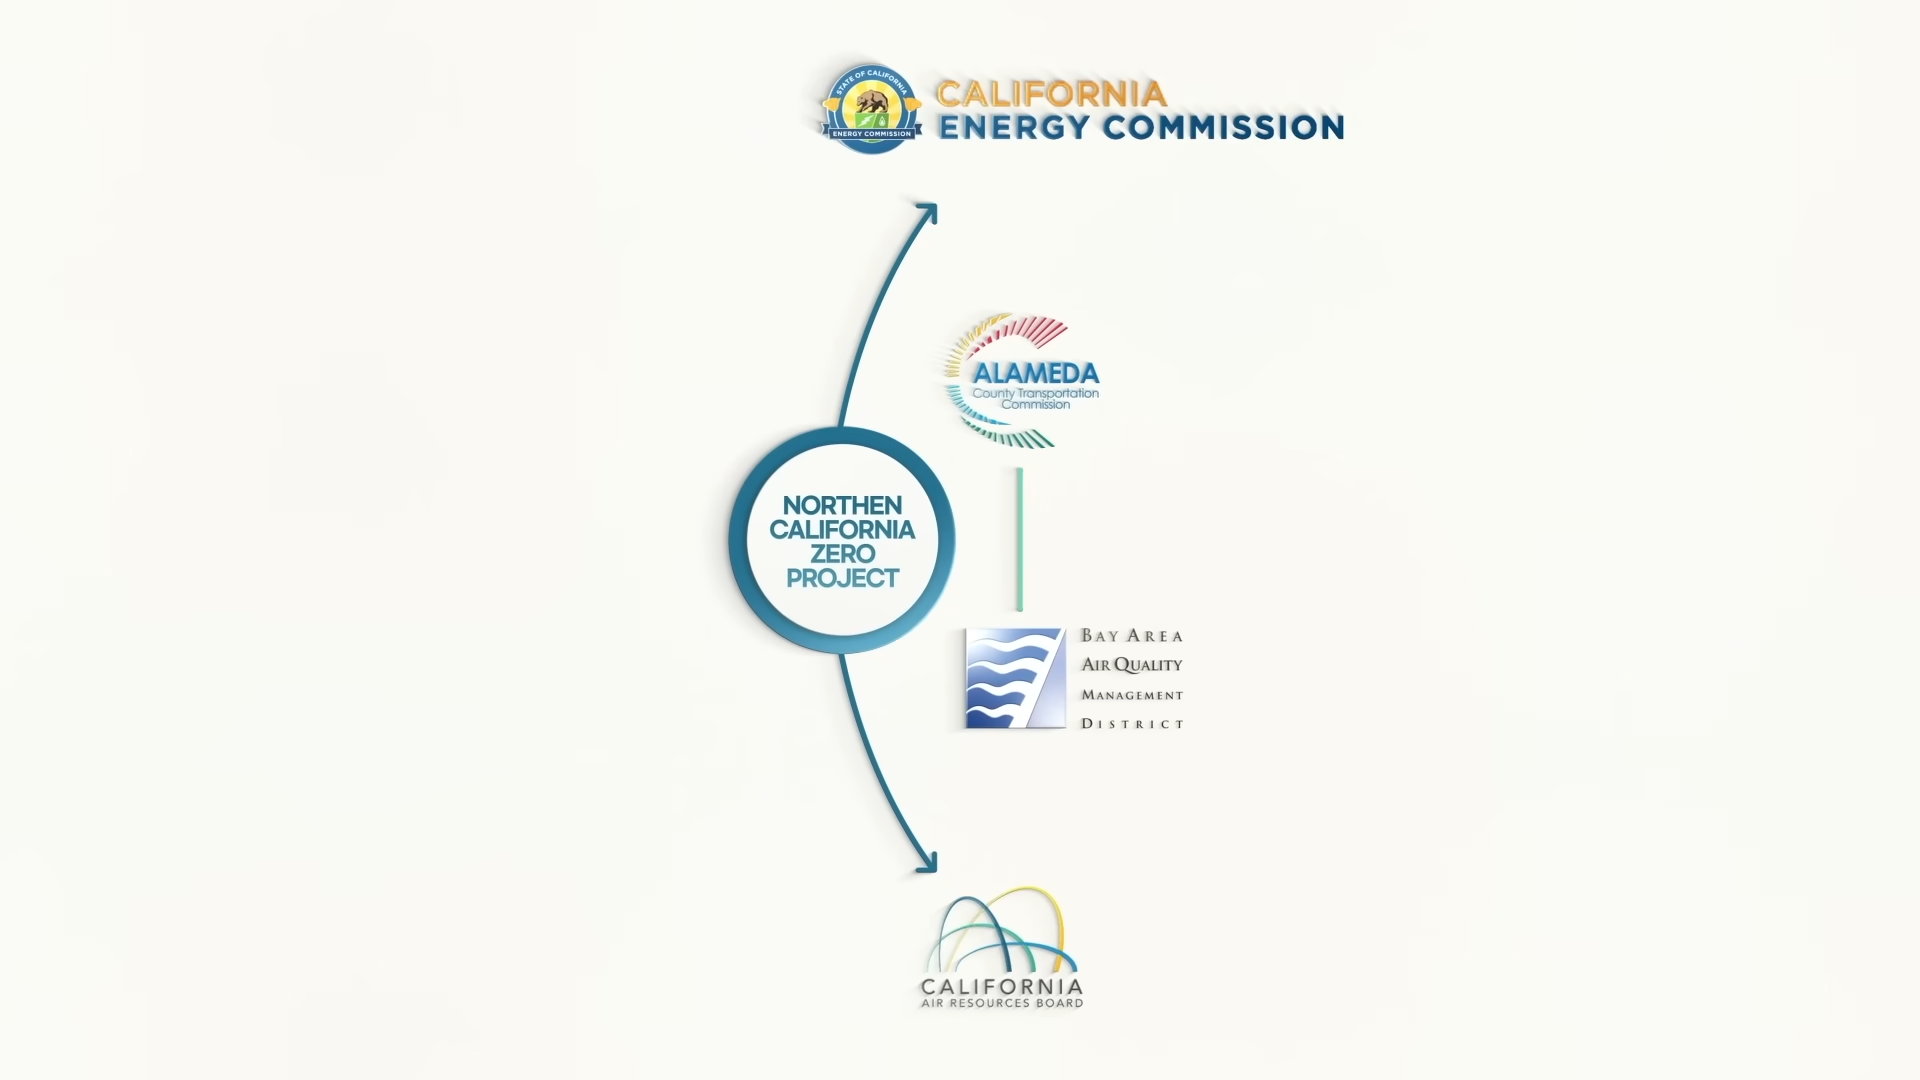 STATE OF CALIFORNIA
ENERGY COMMISSION
CALIFORNIA
ENERGY COMMISSION
ALAMEDA
County Transportation
Commission
NORTHEN
CALIFORNIA
ZERO
PROJECT
BAY AREA
AIR QUALITY
MANAGEMENT
DISTRICT
CALIFORNIA
AIR RESOURCES BOARD